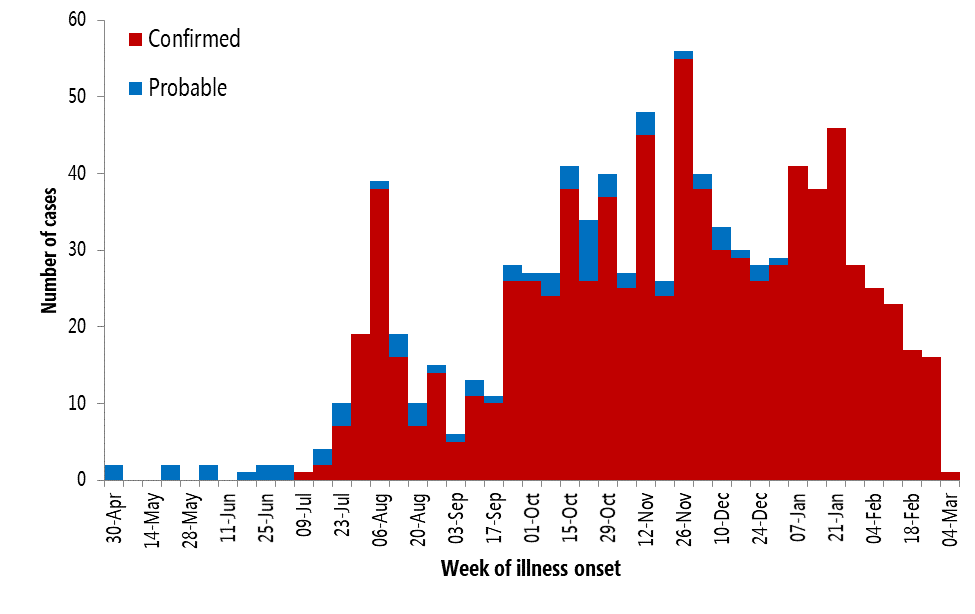 60
50
40
30
20
10
0
Number of cases
Confirmed
Probable
30-Apr
14-May
28-May
11-Jun
25-Jun
09-Jul
23-Jul
06-Aug
20-Aug
03-Sep
17-Sep
01-Oct
15-Oct
29-Oct
12-Nov
26-Nov
10-Dec
24-Dec
07-Jan
21-Jan
04-Feb
18-Feb
04-Mar
Week of illness onset